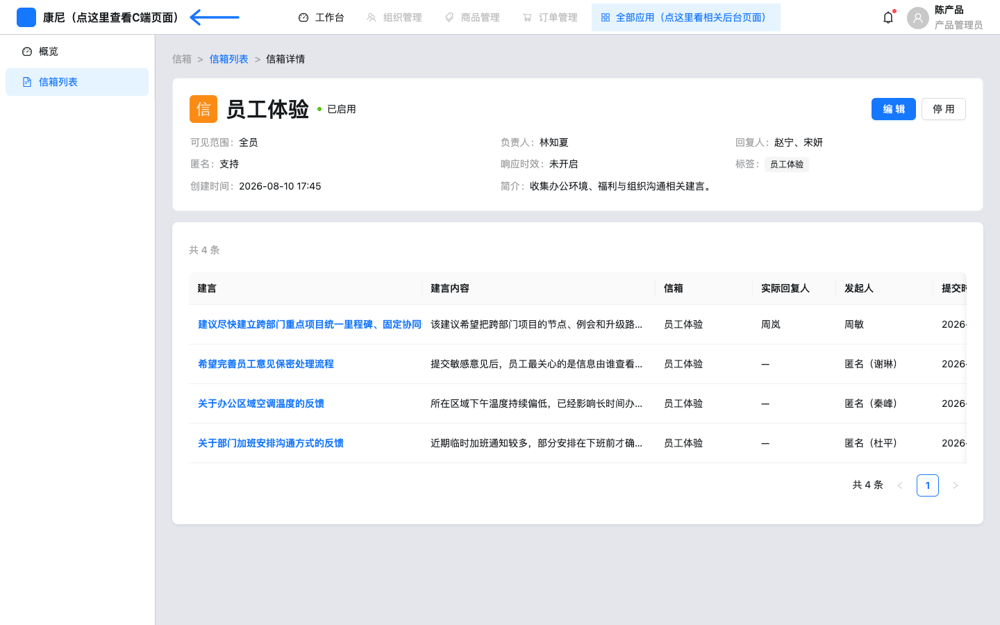 康尼（点这里查看C端页面）
工作台 组织管理 商品管理 订单管理 全部应用（点这里看相关后台页面）
陈产品
产品管理员
概览
信箱列表
信箱 > 信箱列表 > 信箱详情
信 员工体验 已启用
编 辑 停 用
可见范围：全员 负责人：林知夏 回复人：赵宁、宋妍
匿名：支持 响应时效：未开启 标签：员工体验
创建时间：2026-08-10 17:45 简介：收集办公环境、福利与组织沟通相关建言。
共 4 条
建言 建言内容 信箱 实际回复人 发起人 提交时
建议尽快建立跨部门重点项目统一里程碑、固定协同 该建议希望把跨部门项目的节点、例会和升级路... 员工体验 周岚 周敏 2026-
希望完善员工意见保密处理流程 提交敏感意见后，员工最关心的是信息由谁查看... 员工体验 — 匿名（谢琳） 2026-
关于办公区域空调温度的反馈 所在区域下午温度持续偏低，已经影响长时间办... 员工体验 — 匿名（秦峰） 2026-
关于部门加班安排沟通方式的反馈 近期临时加班通知较多，部分安排在下班前才确... 员工体验 — 匿名（杜平） 2026-
共 4 条 < 1 >